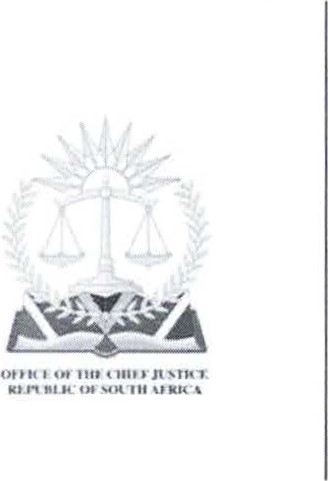 OFFICE OF THE CHIEF JUSTICE
REPUBLIC OF SOUTH AFRICA